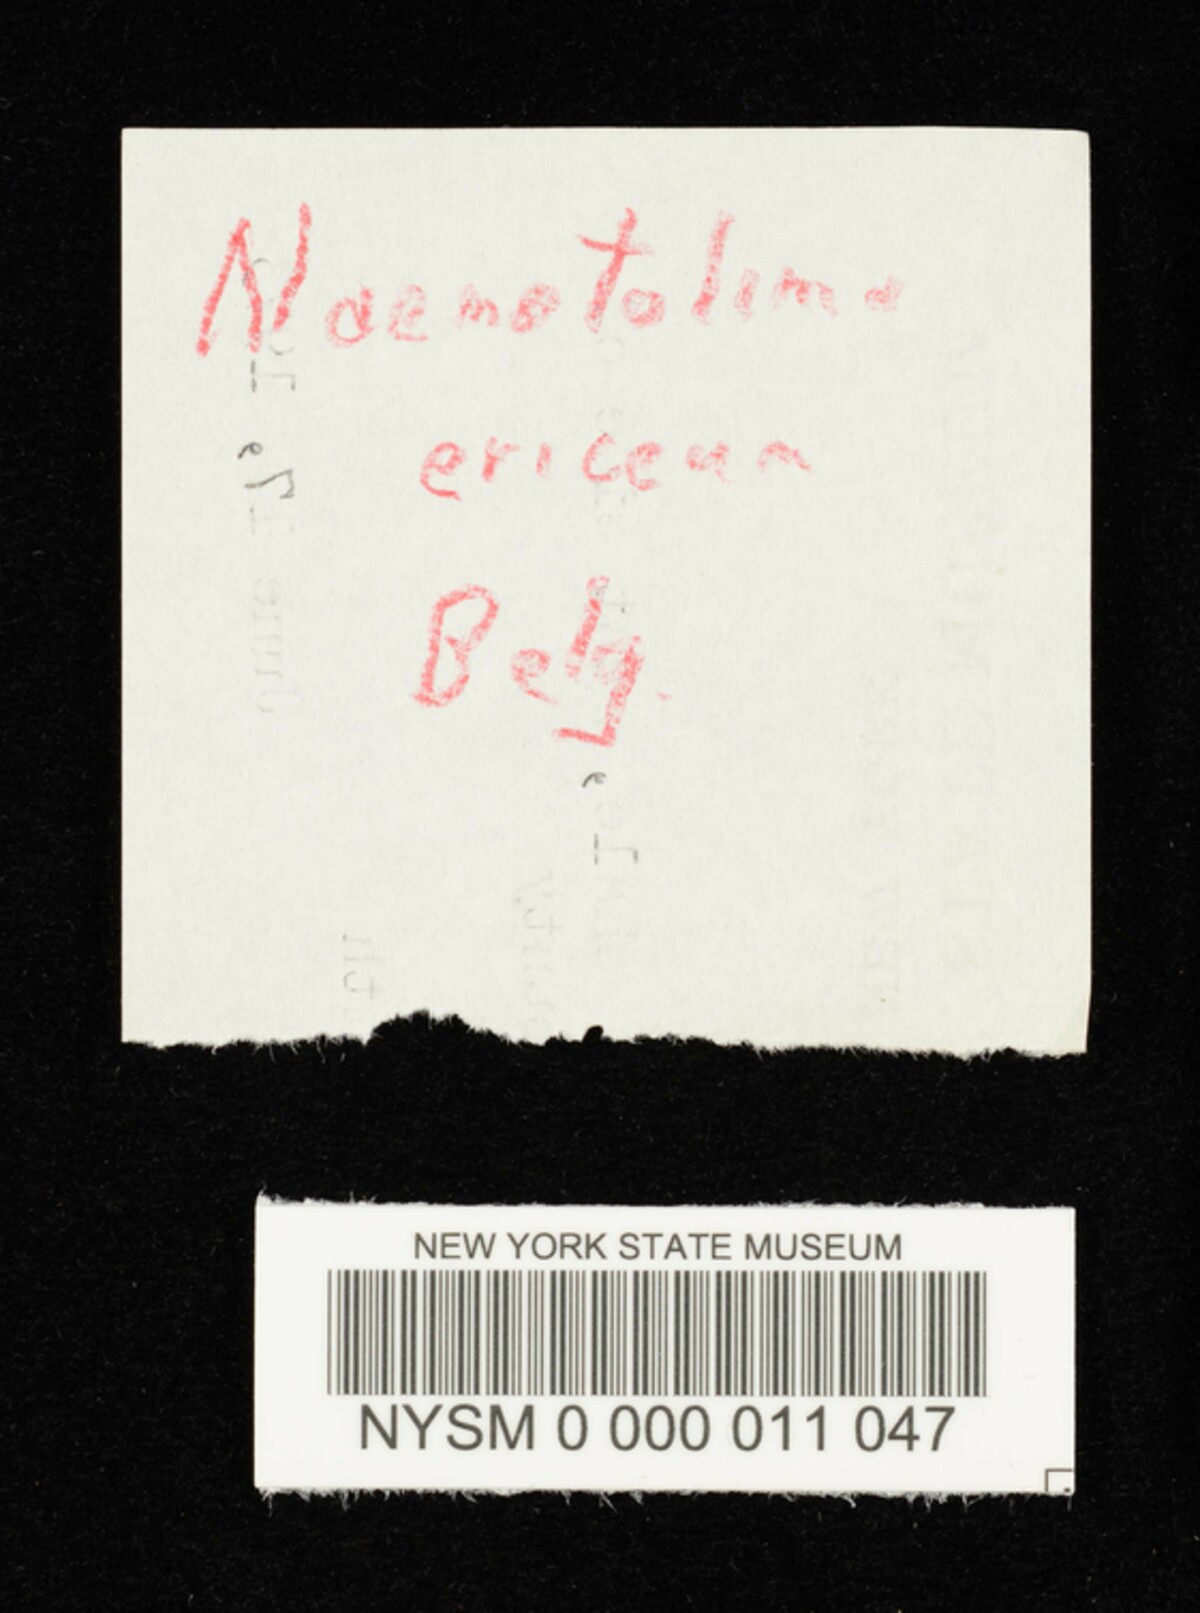 Naematoloma
ericeum
Belg.
NEW YORK STATE MUSEUM
NYSM 0 000 011 047